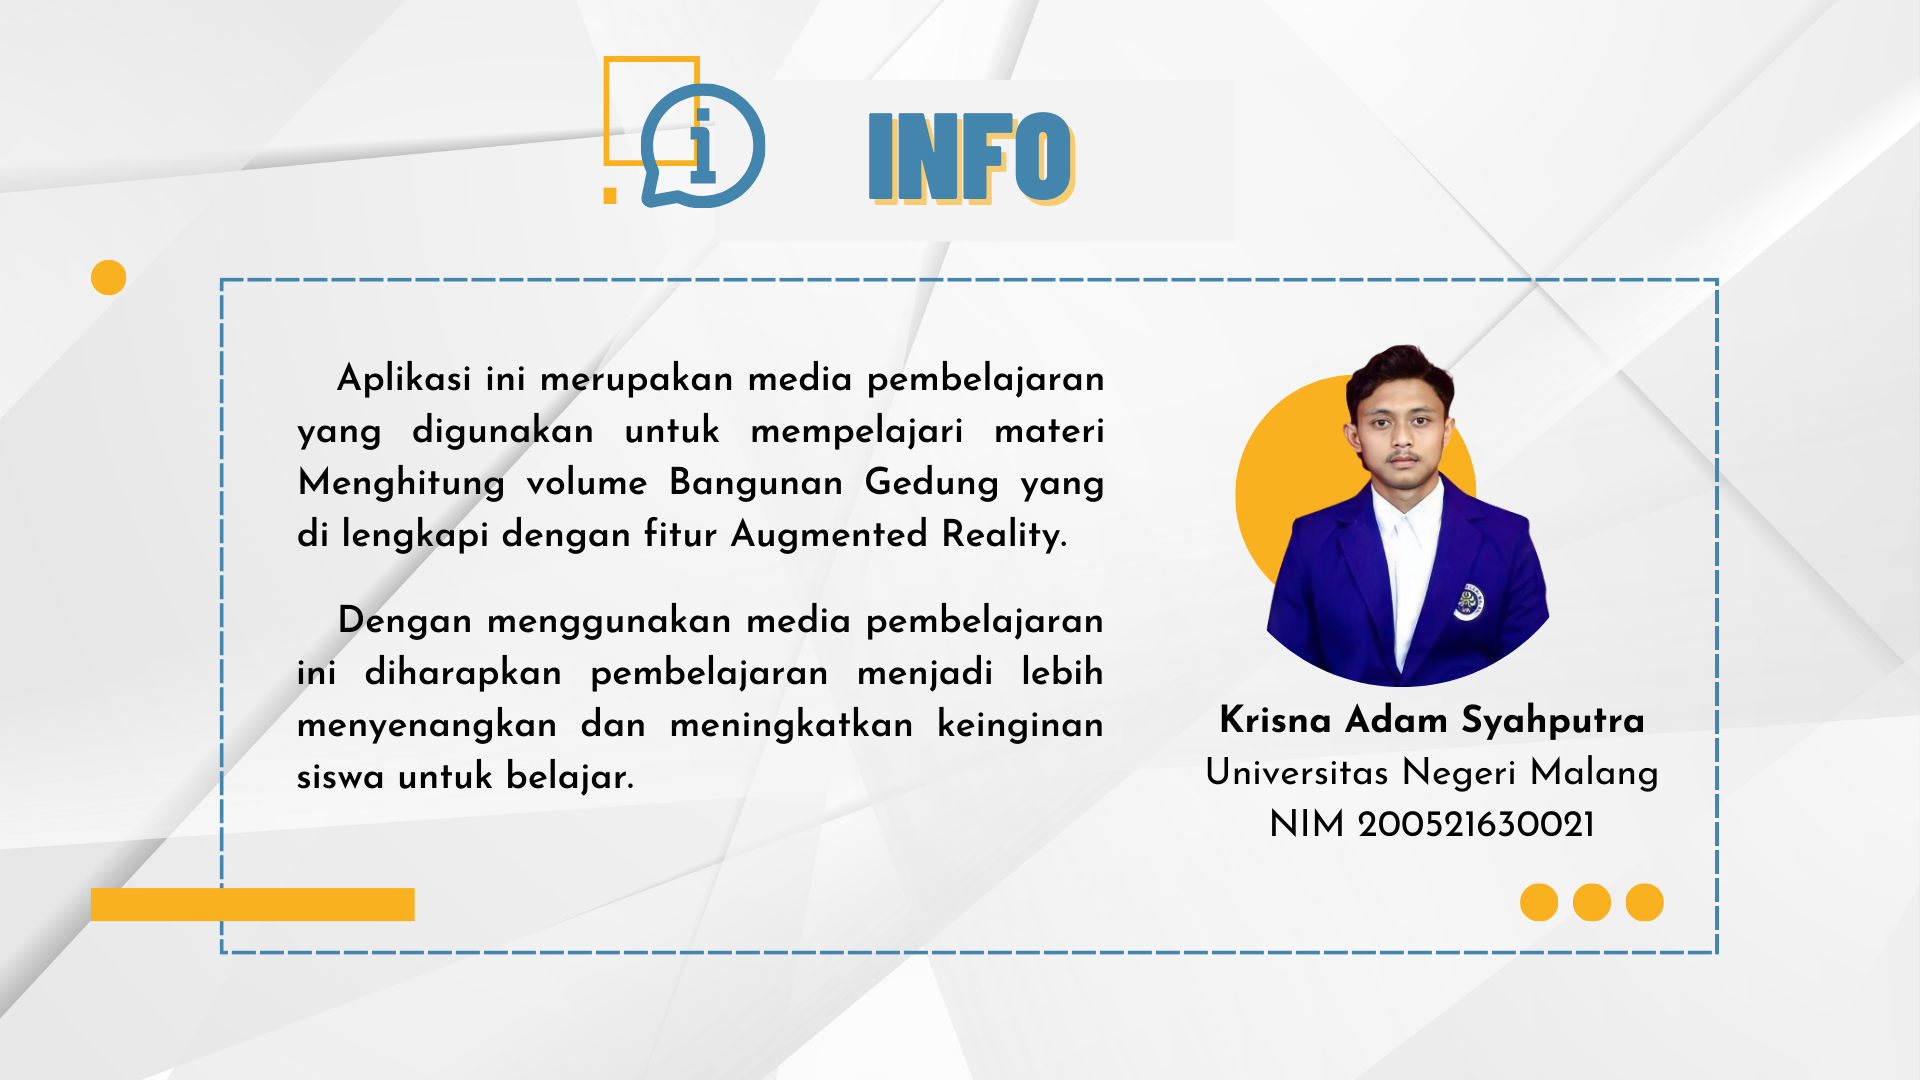 INFO
Aplikasi ini merupakan media pembelajaran
yang digunakan untuk mempelajari materi
Menghitung volume Bangunan Gedung yang
di lengkapi dengan fitur Augmented Reality.
Dengan menggunakan media pembelajaran
ini diharapkan pembelajaran menjadi lebih
menyenangkan dan meningkatkan keinginan
siswa untuk belajar.
Krisna Adam Syahputra
Universitas Negeri Malang
NIM 200521630021